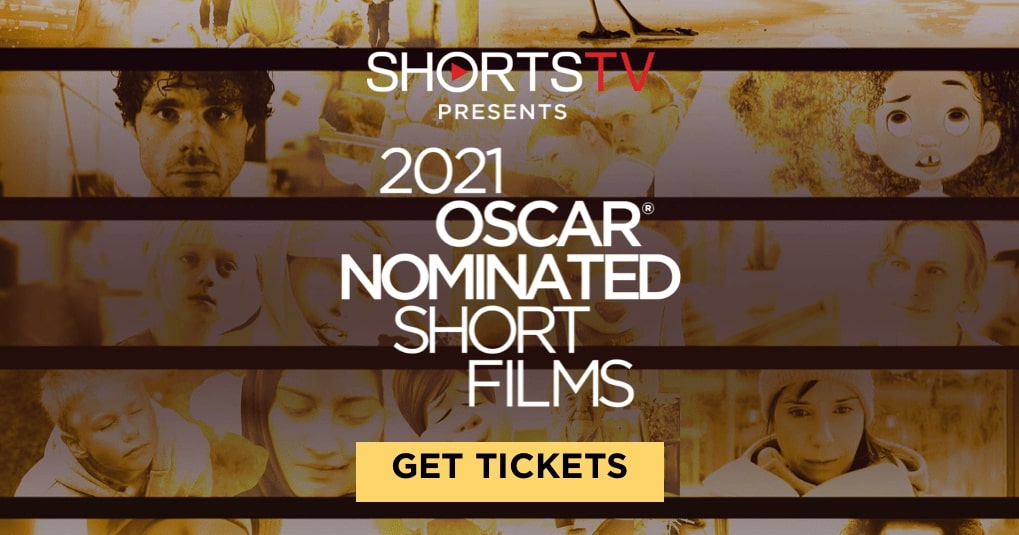 SHORTSTV
PRESENTS
2021
OSCAR®
NOMINATED
SHORT
FILMS
GET TICKETS